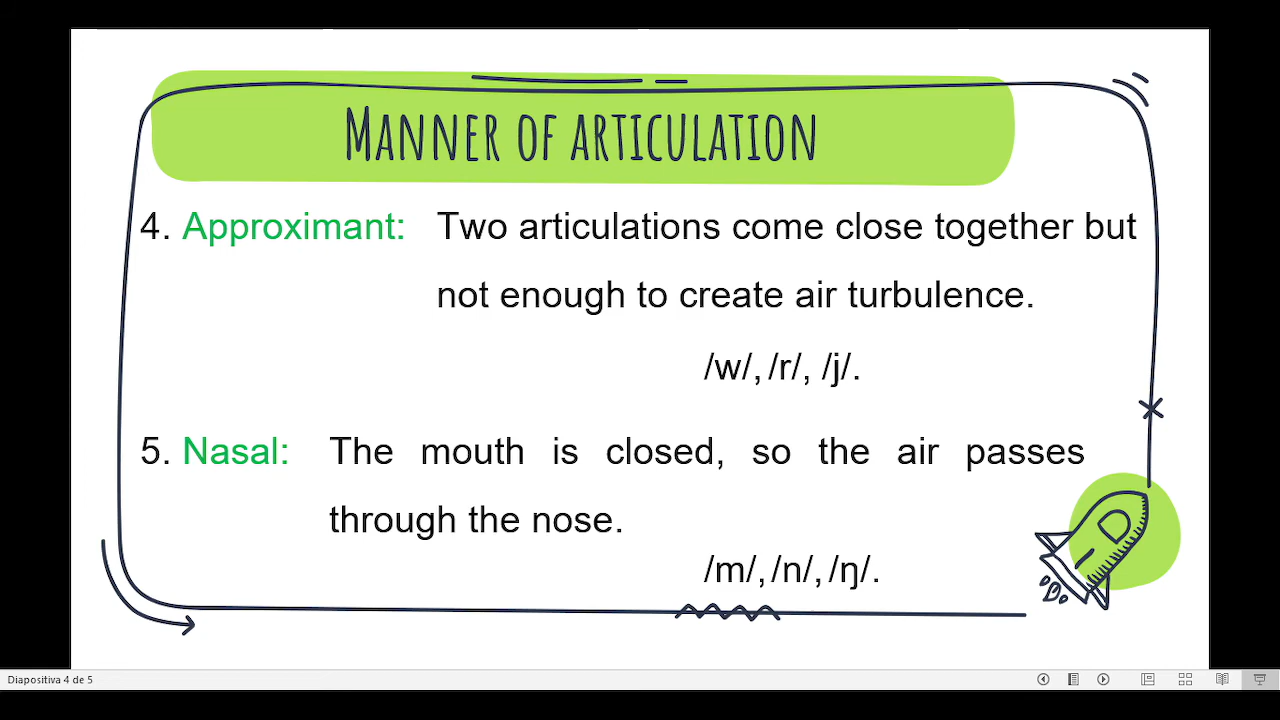 Manner of articulation
4. Approximant: Two articulations come close together but
not enough to create air turbulence.
/w/, /r/, /j/.
5. Nasal: The mouth is closed, so the air passes
through the nose.
/m/, /n/, /ŋ/.
Diapositiva 4 de 5